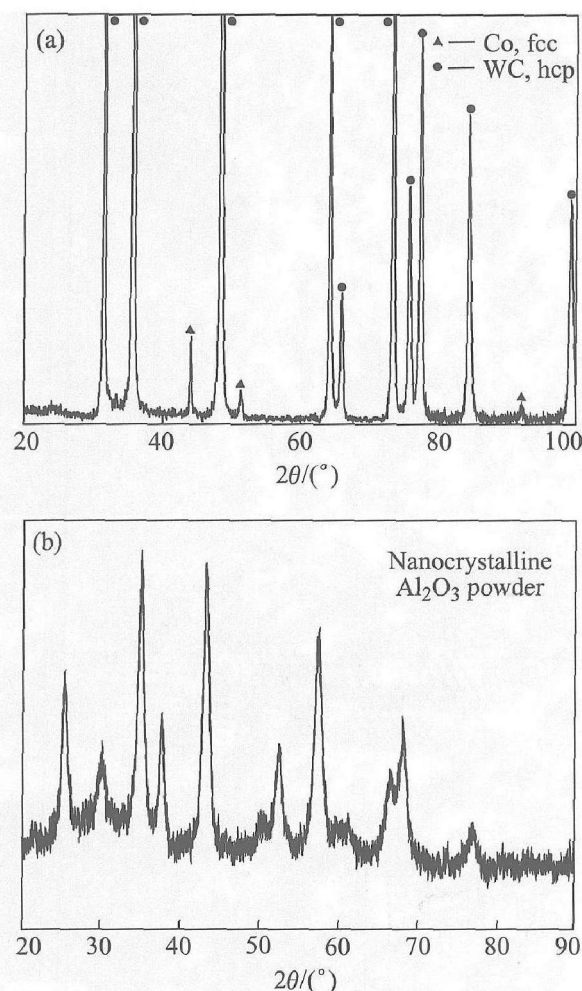 (a)
▲ — Co, fcc
● — WC, hcp
20 40 60 80 100
2θ/(°)
(b)
Nanocrystalline
Al₂O₃ powder
20 30 40 50 60 70 80 90
2θ/(°)